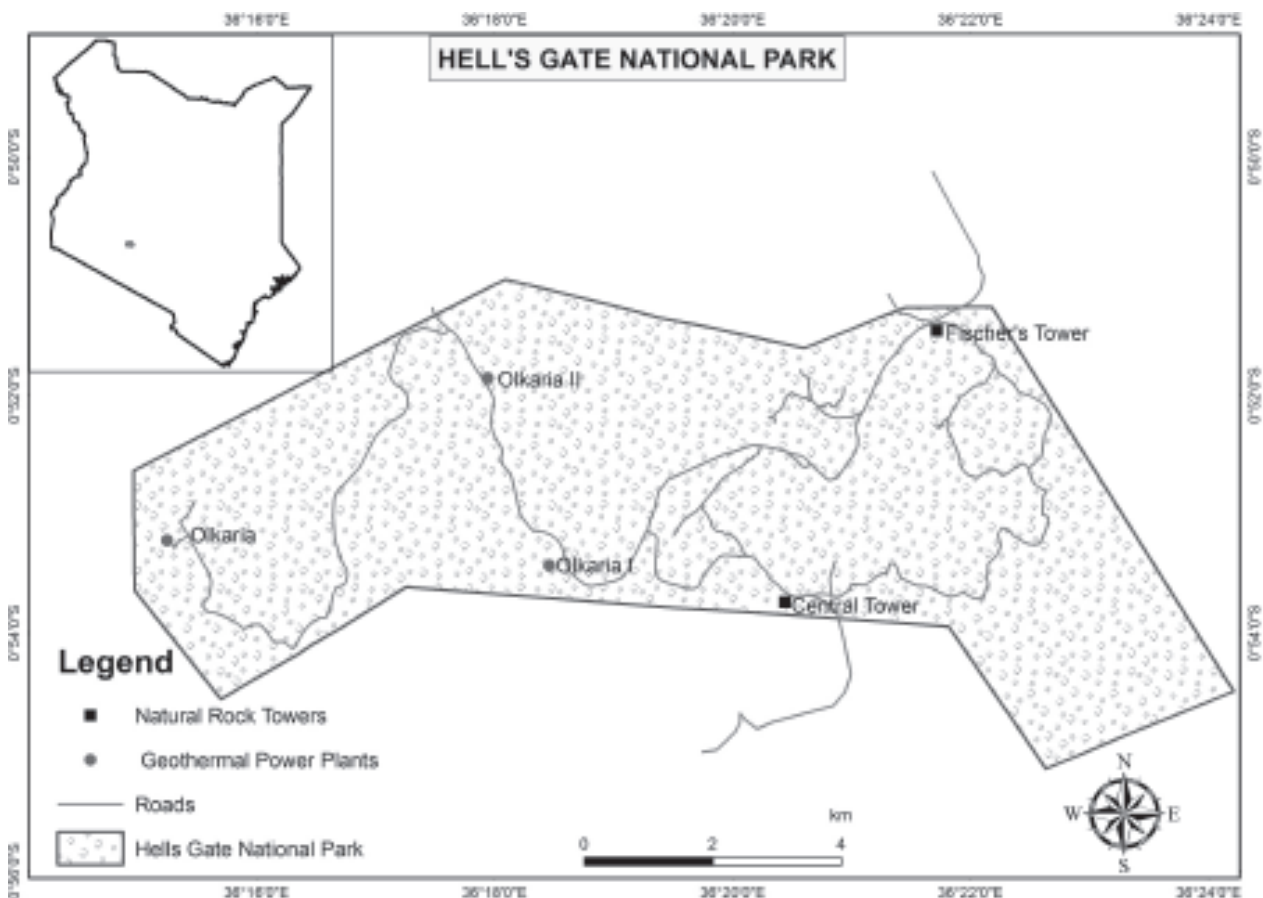 36°16'0"E 36°18'0"E 36°20'0"E 36°22'0"E 36°24'0"E
HELL'S GATE NATIONAL PARK
0°50'0"S 0°50'0"S
Fischer's Tower
Olkaria II
0°52'0"S 0°52'0"S
Olkaria
Olkaria I
Central Tower
0°54'0"S 0°54'0"S
Legend
Natural Rock Towers
Geothermal Power Plants
Roads
Hells Gate National Park
km
0 2 4
N
W E
S
0°56'0"S
36°16'0"E 36°18'0"E 36°20'0"E 36°22'0"E 36°24'0"E